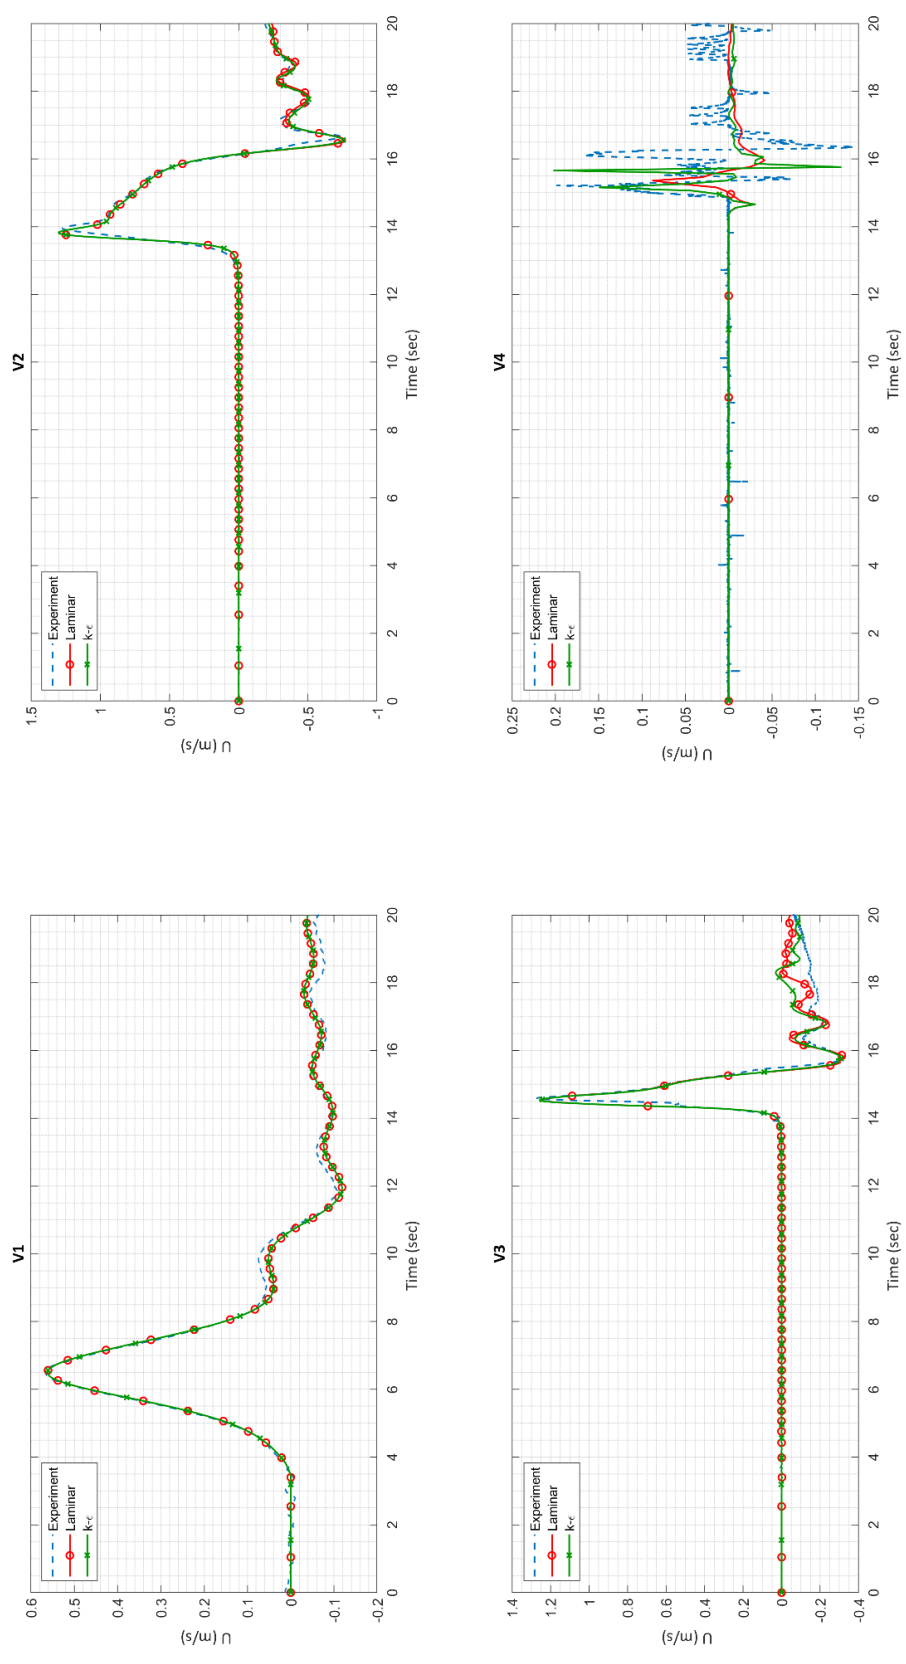 V1
0.6
0.5
0.4
0.3
0.2
0.1
0.0
-0.1
-0.2
U (m/s)
Experiment
Laminar
k-ϵ
0 2 4 6 8 10 12 14 16 18 20
Time (sec)
V2
1.5
1
0.5
0
-0.5
-1
U (m/s)
Experiment
Laminar
k-ϵ
0 2 4 6 8 10 12 14 16 18 20
Time (sec)
V3
1.4
1.2
1
0.8
0.6
0.4
0.2
0
-0.2
-0.4
U (m/s)
Experiment
Laminar
k-ϵ
0 2 4 6 8 10 12 14 16 18 20
Time (sec)
V4
0.25
0.2
0.15
0.1
0.05
0
-0.05
-0.1
-0.15
U (m/s)
Experiment
Laminar
k-ϵ
0 2 4 6 8 10 12 14 16 18 20
Time (sec)